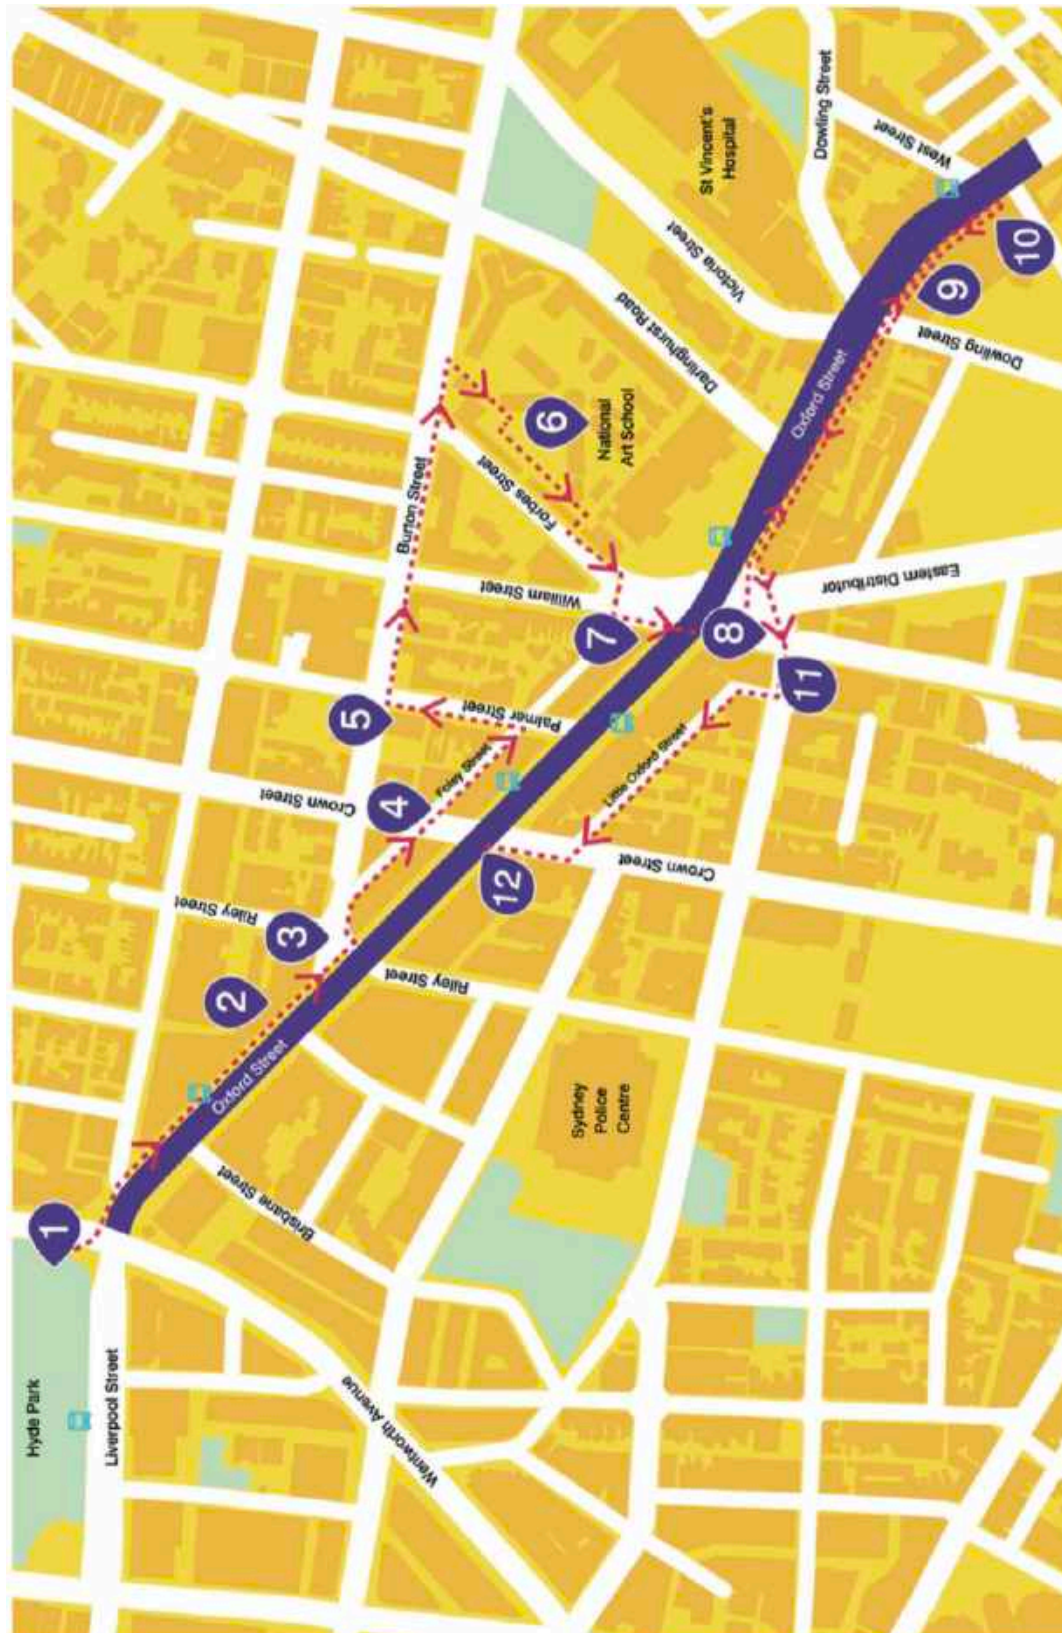 Hyde Park
Liverpool Street
Wentworth Avenue
1
Brisbane Street
Oxford Street
2
Sydney
Police
Centre
3
Riley Street
Riley Street
Crown Street
4
12
Crown Street
Foley Street
Little Oxford Street
5
Palmer Street
Burton Street
William Street
Forbes Street
7
8
11
6
National
Art School
Eastern Distributor
Darlinghurst Road
Oxford Street
Victoria Street
St Vincent's
Hospital
Dowling Street
Dowling Street
9
West Street
10